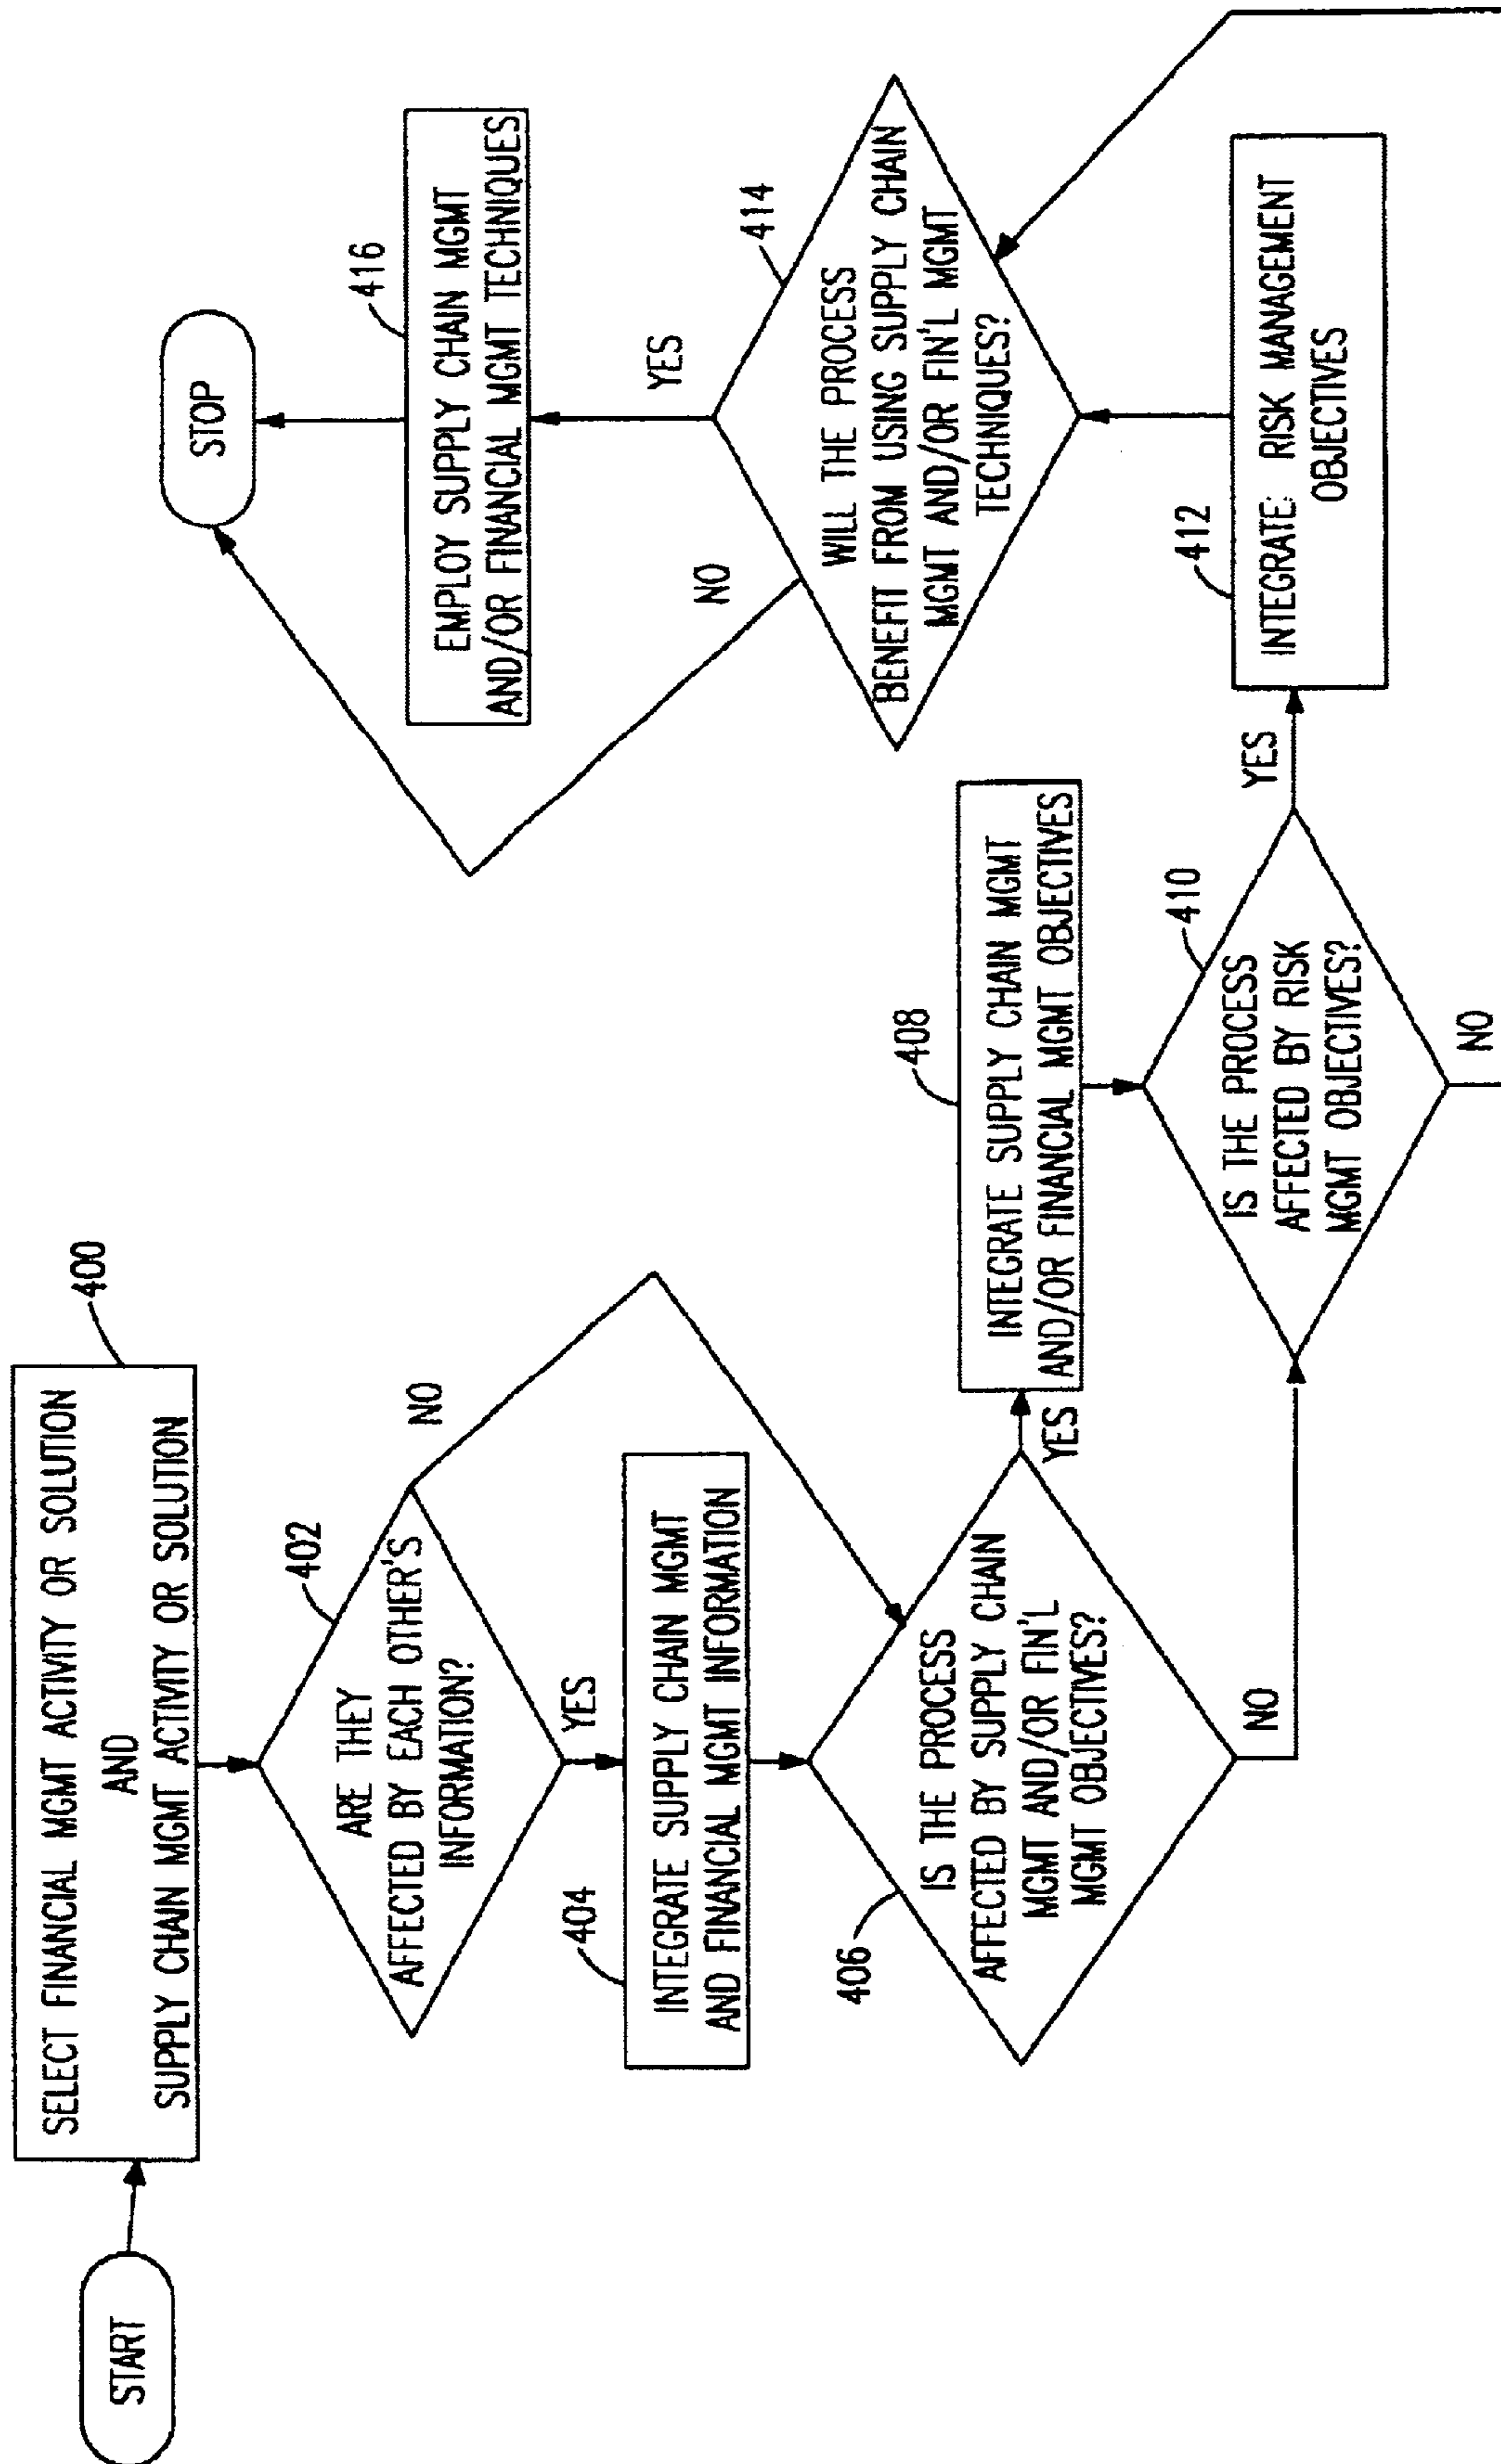 START
SELECT FINANCIAL MGMT ACTIVITY OR SOLUTION
AND
SUPPLY CHAIN MGMT ACTIVITY OR SOLUTION
400
402
ARE THEY
AFFECTED BY EACH OTHER'S
INFORMATION?
NO
YES
404
INTEGRATE SUPPLY CHAIN MGMT
AND FINANCIAL MGMT INFORMATION
406
IS THE PROCESS
AFFECTED BY SUPPLY CHAIN
MGMT AND/OR FIN'L
MGMT OBJECTIVES?
YES
NO
408
INTEGRATE SUPPLY CHAIN MGMT
AND/OR FINANCIAL MGMT OBJECTIVES
410
IS THE PROCESS
AFFECTED BY RISK
MGMT OBJECTIVES?
YES
NO
412
INTEGRATE: RISK MANAGEMENT
OBJECTIVES
414
WILL THE PROCESS
BENEFIT FROM USING SUPPLY CHAIN
MGMT AND/OR FIN'L MGMT
TECHNIQUES?
YES
NO
416
EMPLOY SUPPLY CHAIN MGMT
AND/OR FINANCIAL MGMT TECHNIQUES
STOP